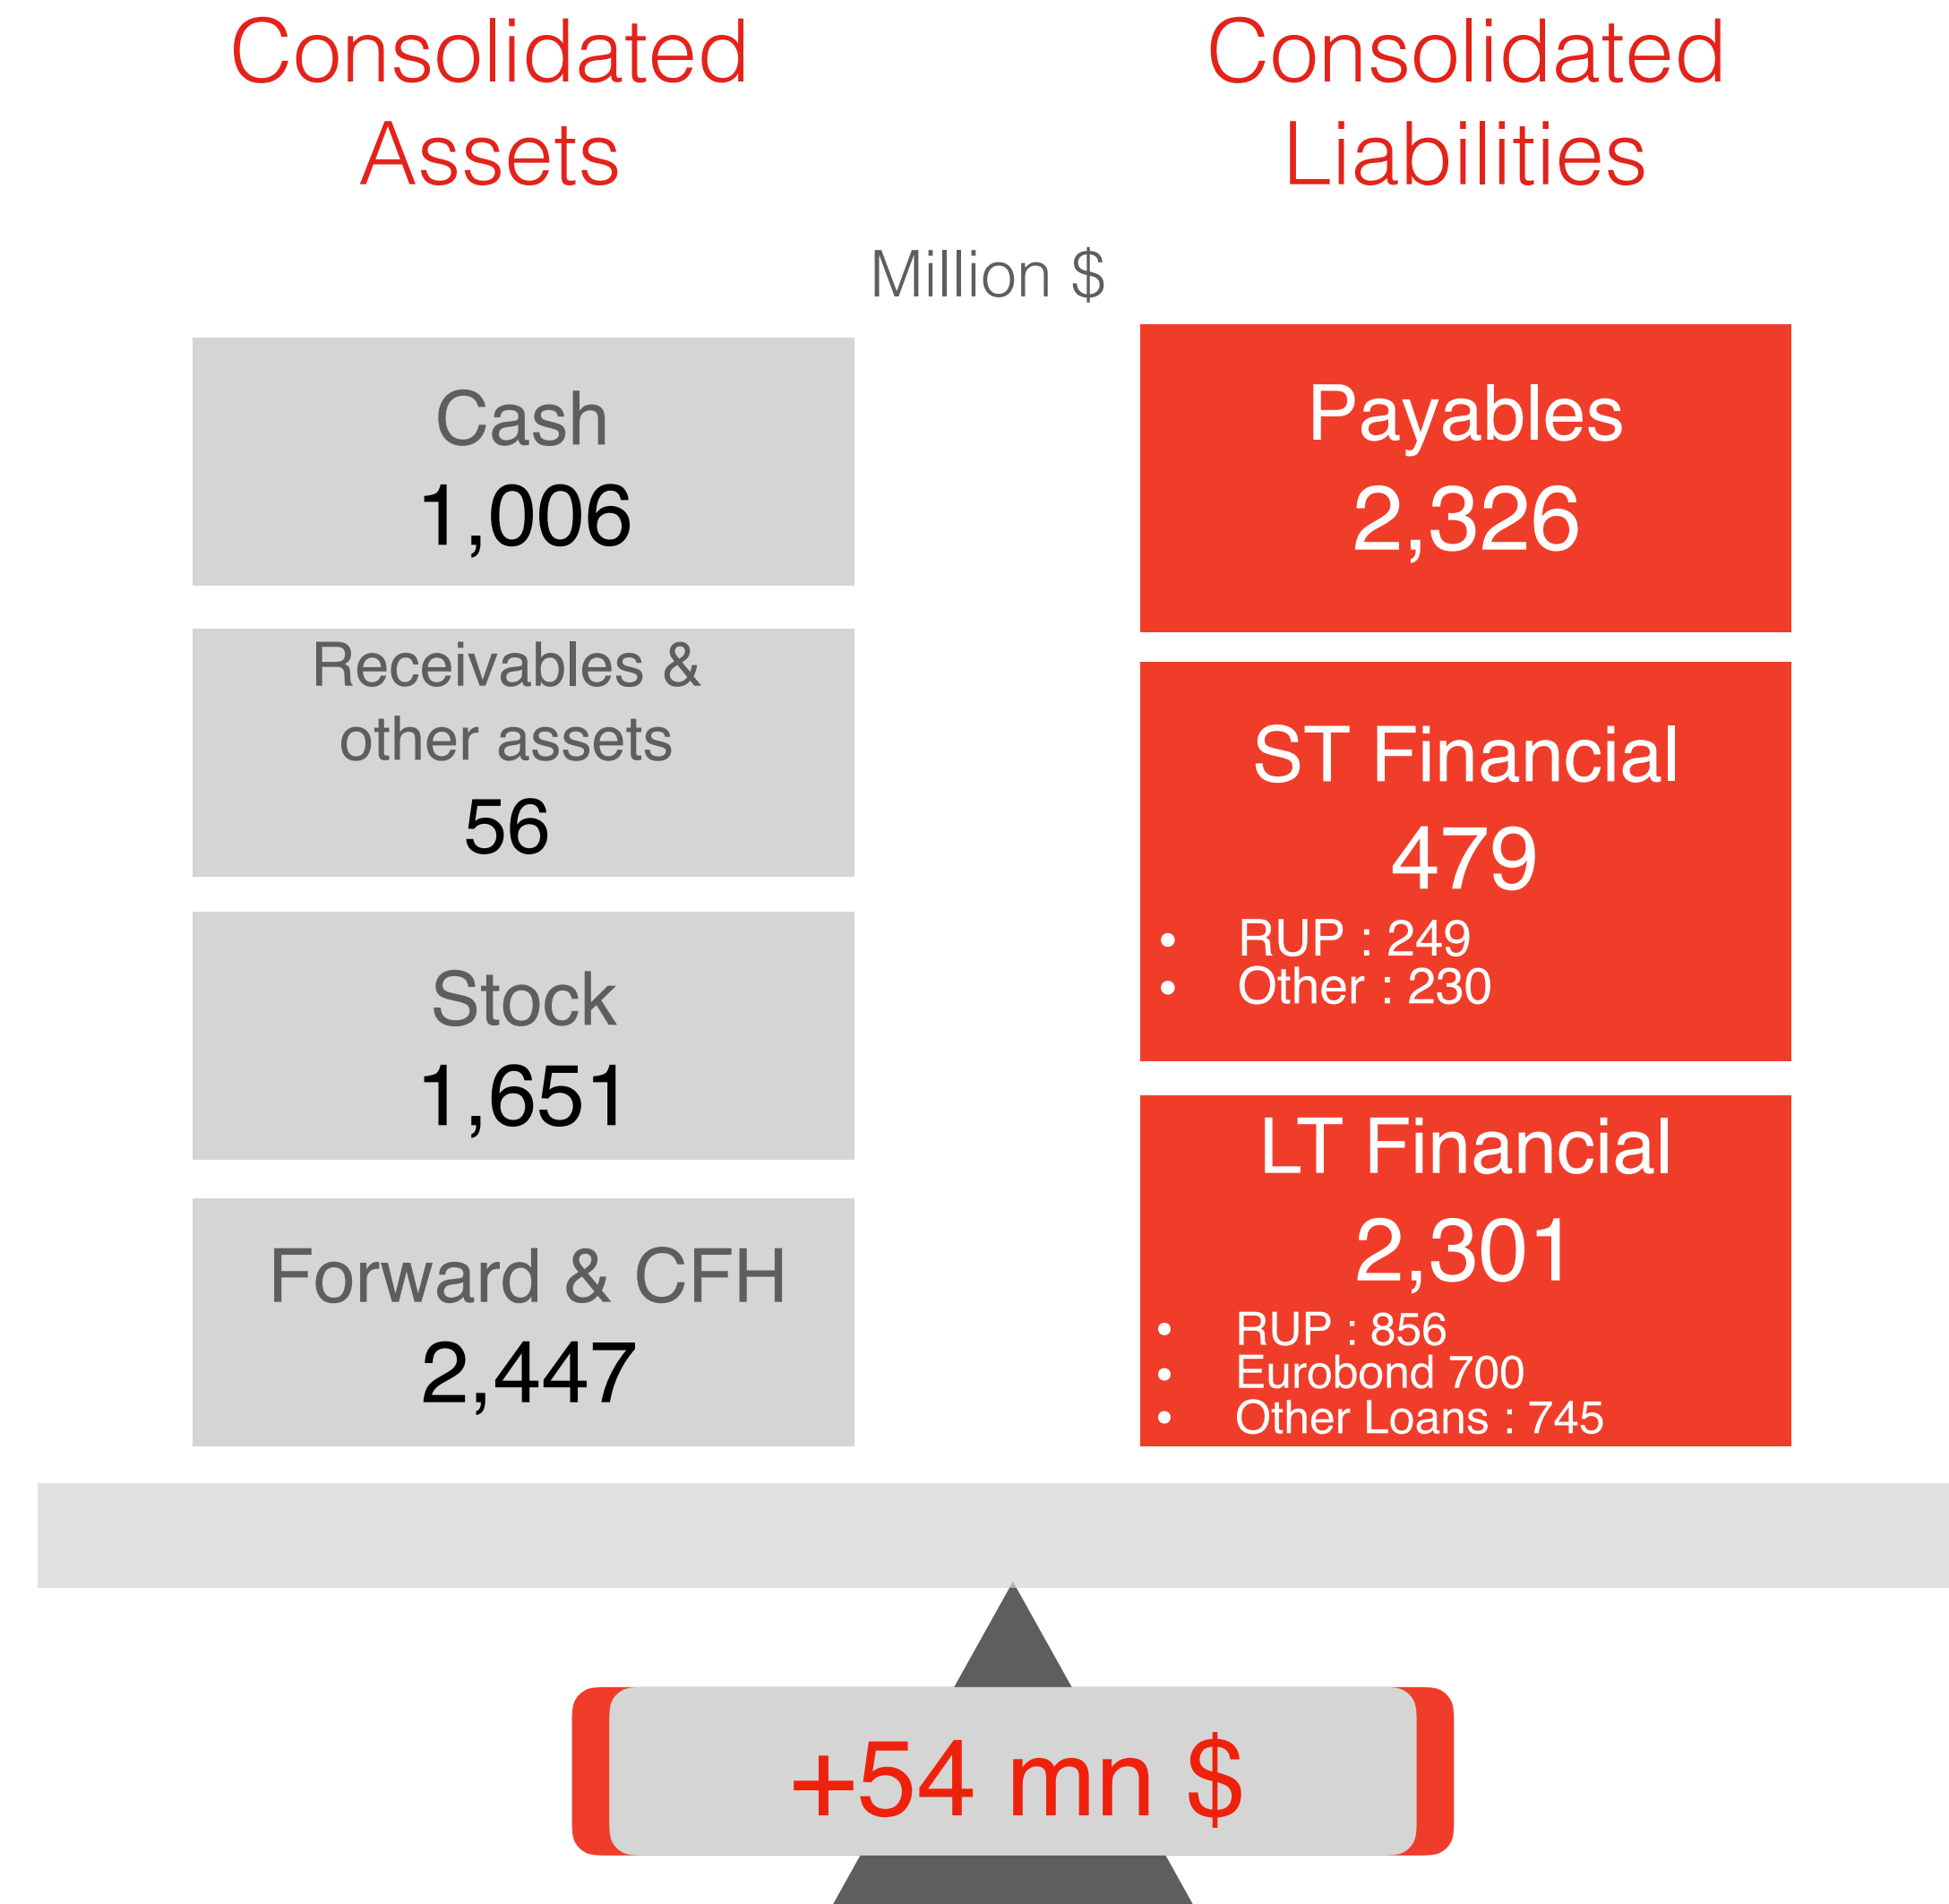 Consolidated
Assets
Consolidated
Liabilities
Million $
Cash
1,006
Receivables &
other assets
56
Stock
1,651
Forward & CFH
2,447
Payables
2,326
ST Financial
479
• RUP : 249
• Other : 230
LT Financial
2,301
• RUP : 856
• Eurobond 700
• Other Loans : 745
+54 mn $